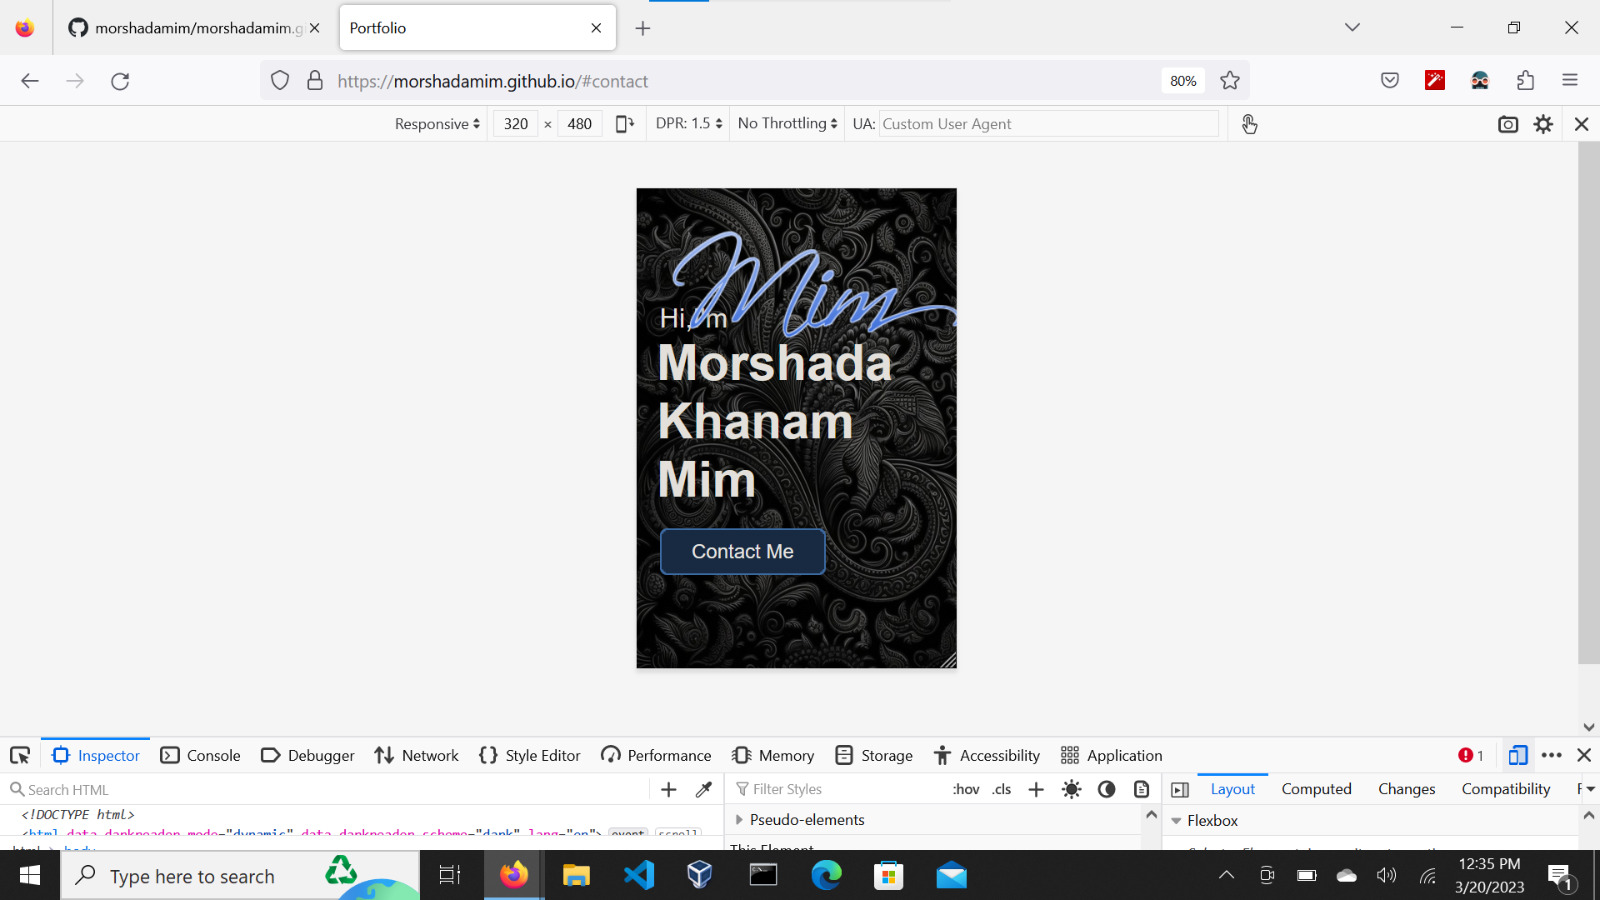 morshadamim/morshadamim.gi
Portfolio
https://morshadamim.github.io/#contact
80%
Responsive 320 × 480 DPR: 1.5 No Throttling UA: Custom User Agent
Mim
Hi,I'm
Morshada
Khanam
Mim
Contact Me
Inspector Console Debugger Network Style Editor Performance Memory Storage Accessibility Application 1
Search HTML
Filter Styles :hov .cls
Layout Computed Changes Compatibility F
<!DOCTYPE html>
<html data-darkreader-mode="dynamic" data-darkreader-scheme="dark" lang="en"> event scroll
html body
Pseudo-elements
This Element
Flexbox
Type here to search
12:35 PM
3/20/2023
1